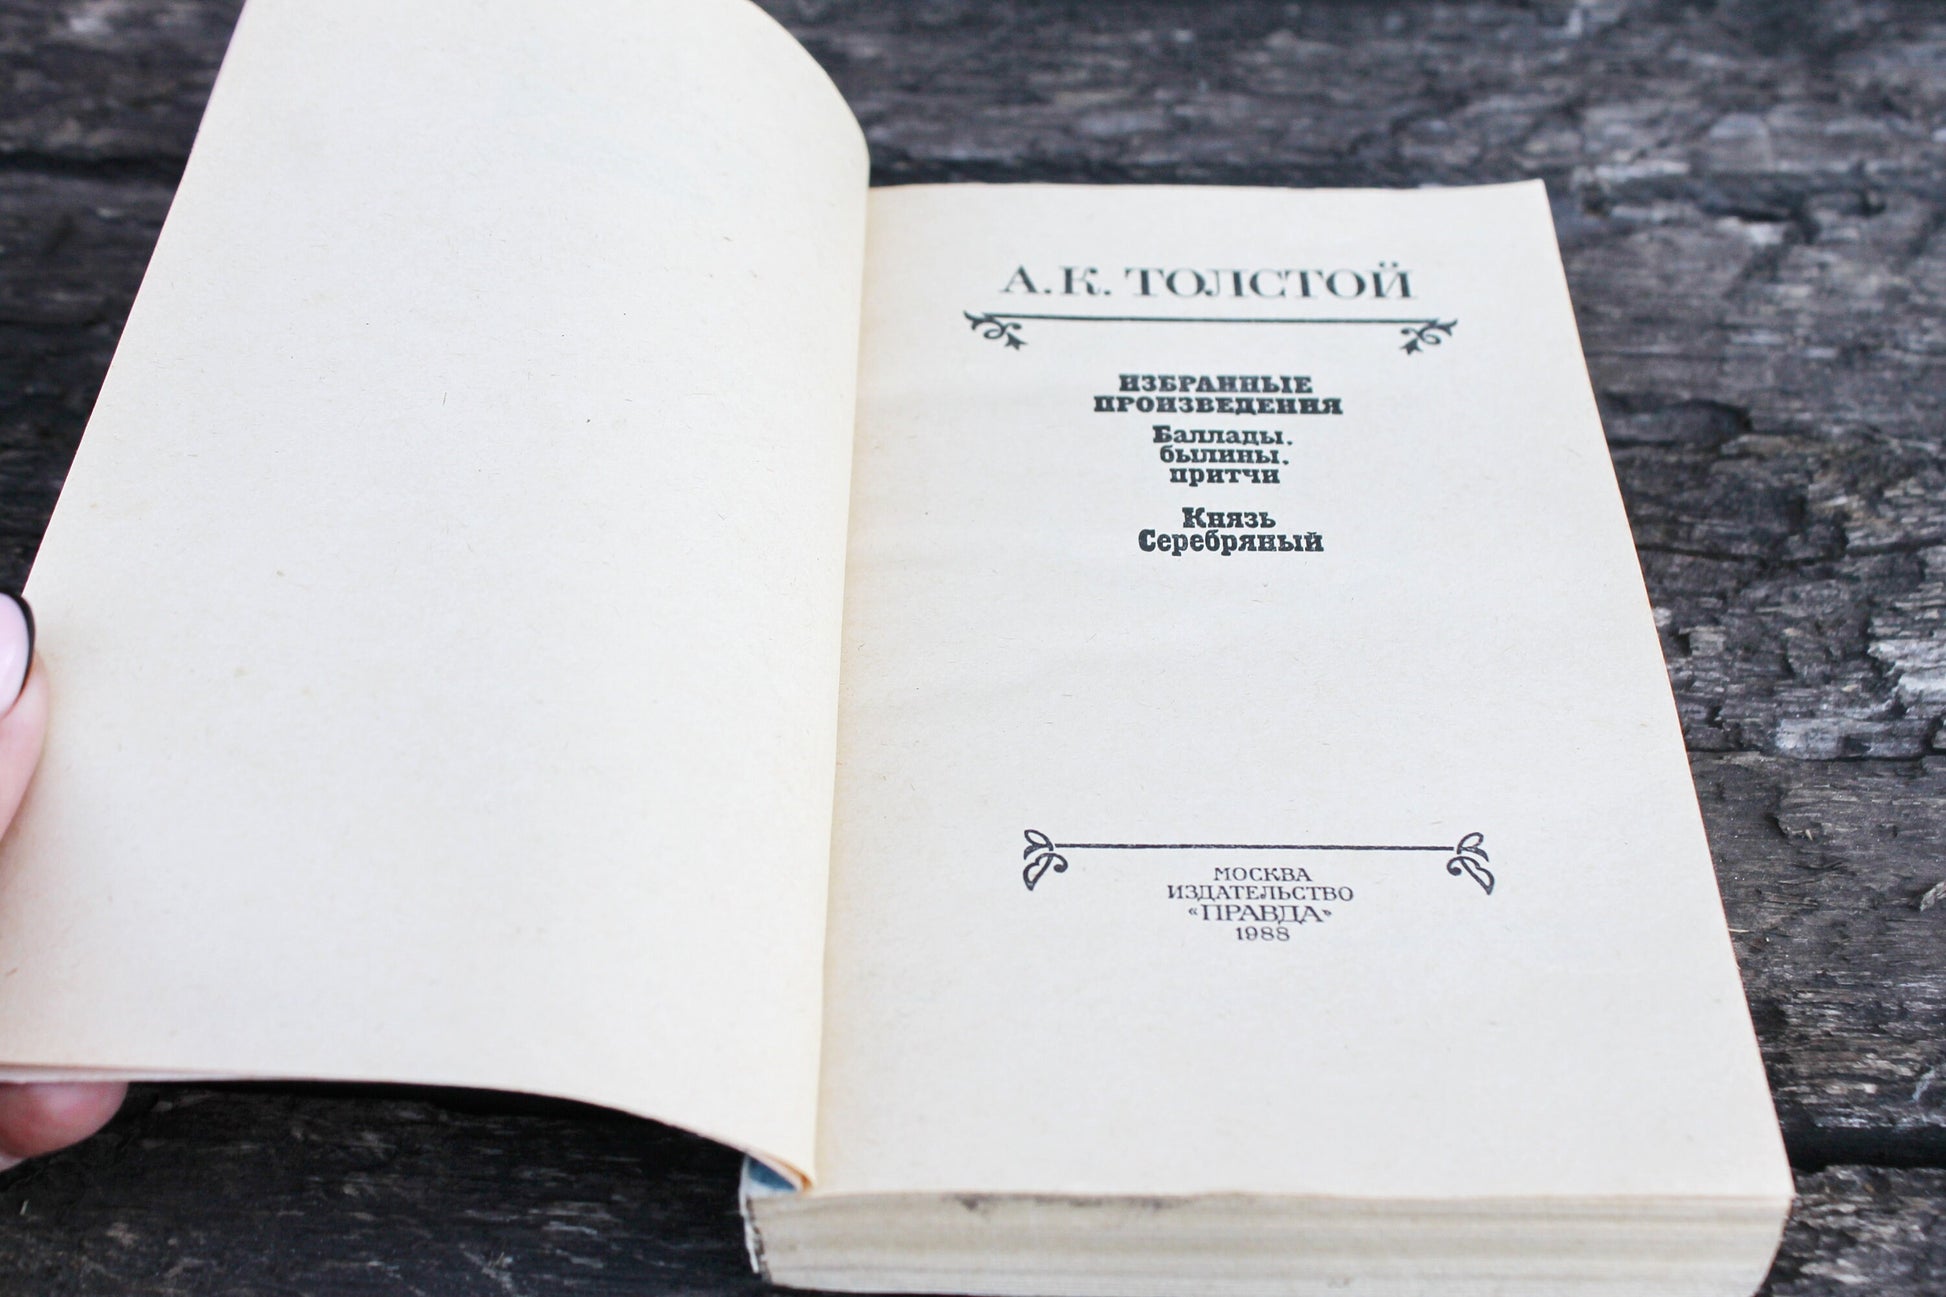 А.К. ТОЛСТОЙ
ИЗБРАННЫЕ
ПРОИЗВЕДЕНИЯ
Баллады,
былины,
притчи
Князь
Серебряный
МОСКВА
ИЗДАТЕЛЬСТВО
«ПРАВДА»
1988